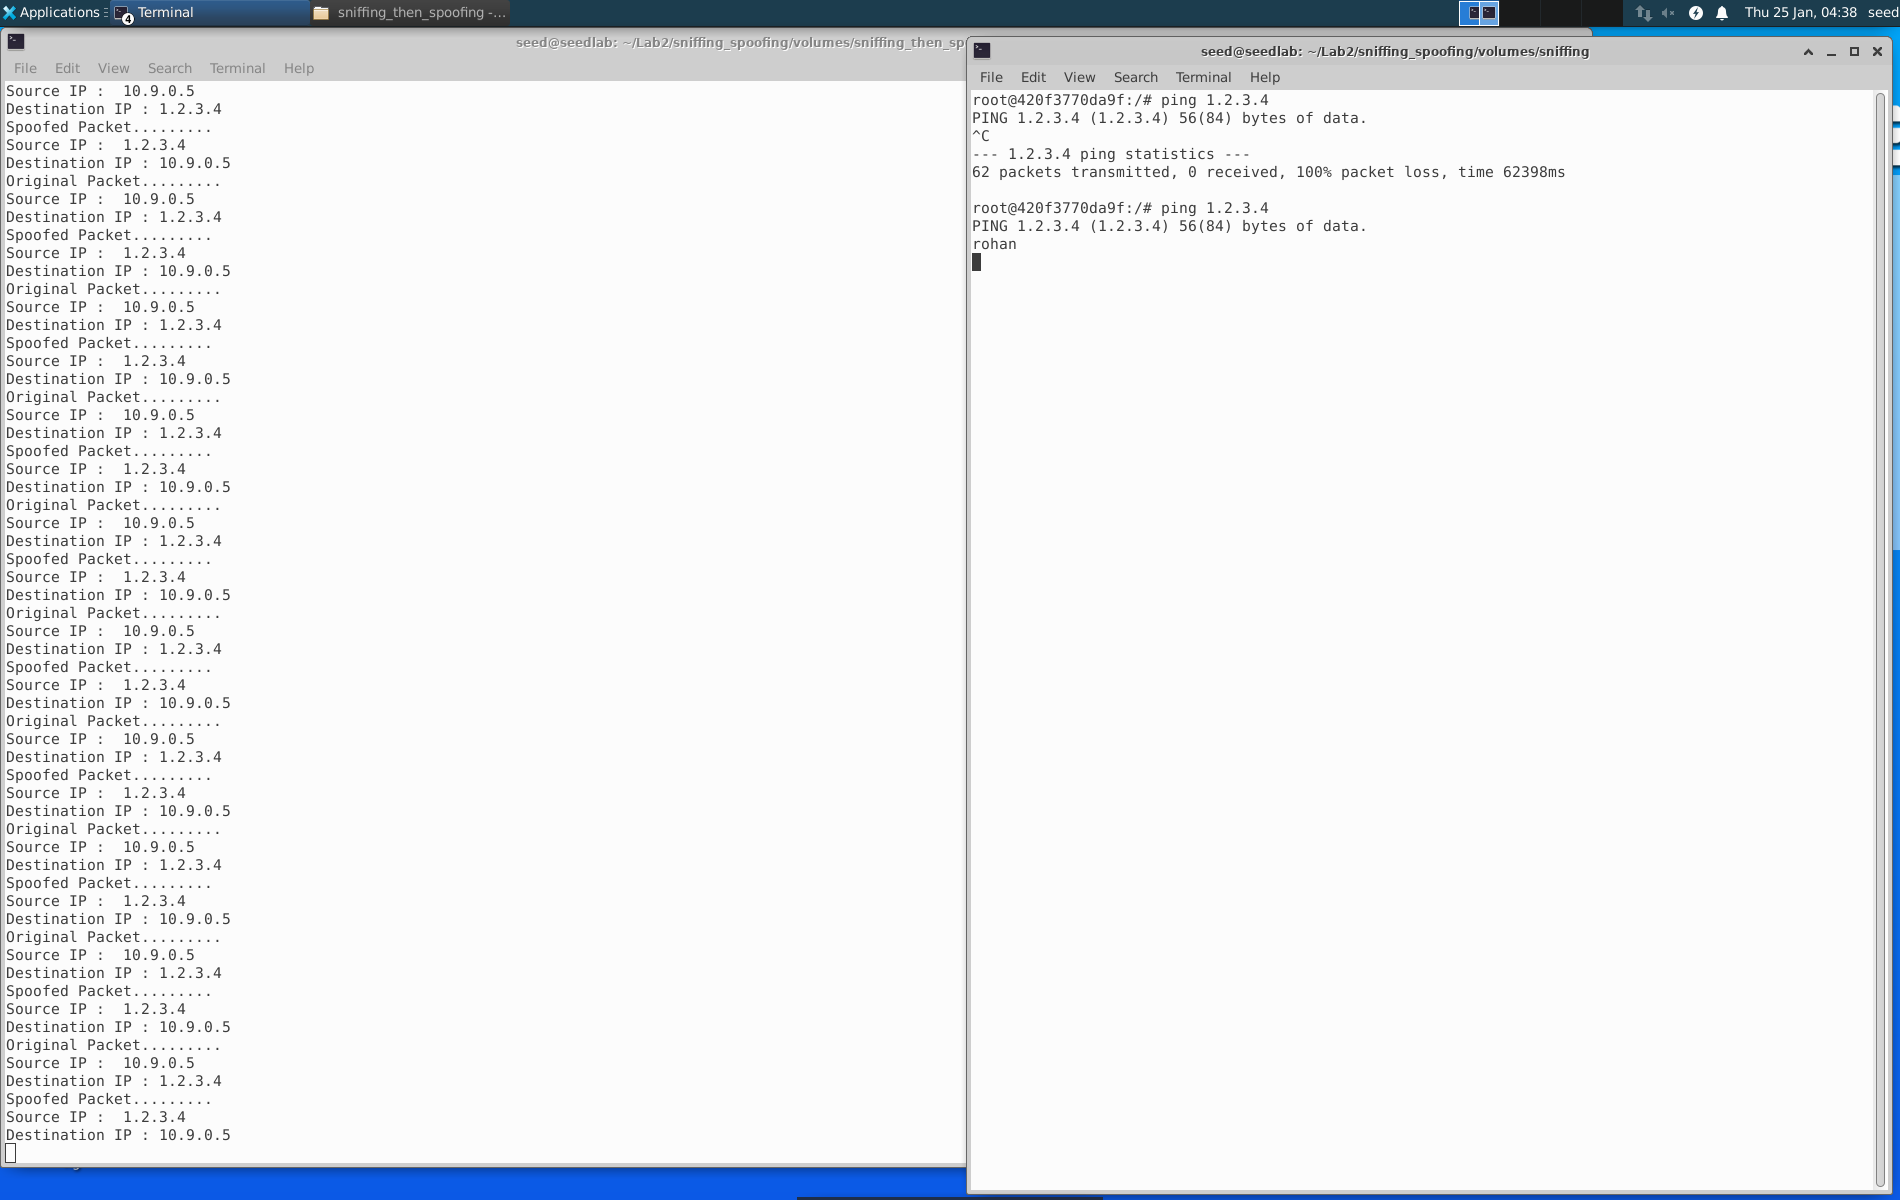 Applications
4
Terminal
sniffing_then_spoofing -...
Thu 25 Jan, 04:38
seed
seed@seedlab: ~/Lab2/sniffing_spoofing/volumes/sniffing_then_sp
File Edit View Search Terminal Help
Source IP :  10.9.0.5
Destination IP : 1.2.3.4
Spoofed Packet.........
Source IP :  1.2.3.4
Destination IP : 10.9.0.5
Original Packet.........
Source IP :  10.9.0.5
Destination IP : 1.2.3.4
Spoofed Packet.........
Source IP :  1.2.3.4
Destination IP : 10.9.0.5
Original Packet.........
Source IP :  10.9.0.5
Destination IP : 1.2.3.4
Spoofed Packet.........
Source IP :  1.2.3.4
Destination IP : 10.9.0.5
Original Packet.........
Source IP :  10.9.0.5
Destination IP : 1.2.3.4
Spoofed Packet.........
Source IP :  1.2.3.4
Destination IP : 10.9.0.5
Original Packet.........
Source IP :  10.9.0.5
Destination IP : 1.2.3.4
Spoofed Packet.........
Source IP :  1.2.3.4
Destination IP : 10.9.0.5
Original Packet.........
Source IP :  10.9.0.5
Destination IP : 1.2.3.4
Spoofed Packet.........
Source IP :  1.2.3.4
Destination IP : 10.9.0.5
Original Packet.........
Source IP :  10.9.0.5
Destination IP : 1.2.3.4
Spoofed Packet.........
Source IP :  1.2.3.4
Destination IP : 10.9.0.5
Original Packet.........
Source IP :  10.9.0.5
Destination IP : 1.2.3.4
Spoofed Packet.........
Source IP :  1.2.3.4
Destination IP : 10.9.0.5
Original Packet.........
Source IP :  10.9.0.5
Destination IP : 1.2.3.4
Spoofed Packet.........
Source IP :  1.2.3.4
Destination IP : 10.9.0.5
Original Packet.........
Source IP :  10.9.0.5
Destination IP : 1.2.3.4
Spoofed Packet.........
Source IP :  1.2.3.4
Destination IP : 10.9.0.5
seed@seedlab: ~/Lab2/sniffing_spoofing/volumes/sniffing
File Edit View Search Terminal Help
root@420f3770da9f:/# ping 1.2.3.4
PING 1.2.3.4 (1.2.3.4) 56(84) bytes of data.
^C
--- 1.2.3.4 ping statistics ---
62 packets transmitted, 0 received, 100% packet loss, time 62398ms
root@420f3770da9f:/# ping 1.2.3.4
PING 1.2.3.4 (1.2.3.4) 56(84) bytes of data.
rohan